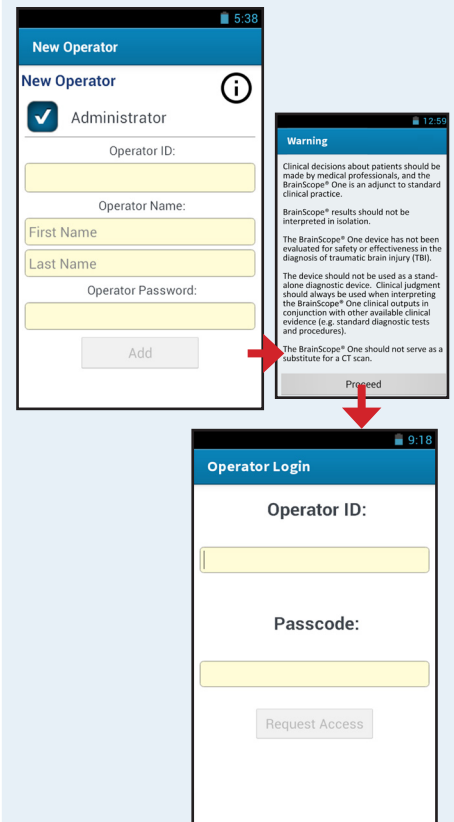 5:38
New Operator
New Operator
Administrator
Operator ID:
Operator Name:
First Name
Last Name
Operator Password:
Add
12:59
Warning
Clinical decisions about patients should be
made by medical professionals, and the
BrainScope® One is an adjunct to standard
clinical practice.
BrainScope® results should not be
interpreted in isolation.
The BrainScope® One device has not been
evaluated for safety or effectiveness in the
diagnosis of traumatic brain injury (TBI).
The device should not be used as a stand-
alone diagnostic device.  Clinical judgment
should always be used when interpreting
the BrainScope® One clinical outputs in
conjunction with other available clinical
evidence (e.g. standard diagnostic tests
and procedures).
The BrainScope® One should not serve as a
substitute for a CT scan.
Proceed
9:18
Operator Login
Operator ID:
Passcode:
Request Access